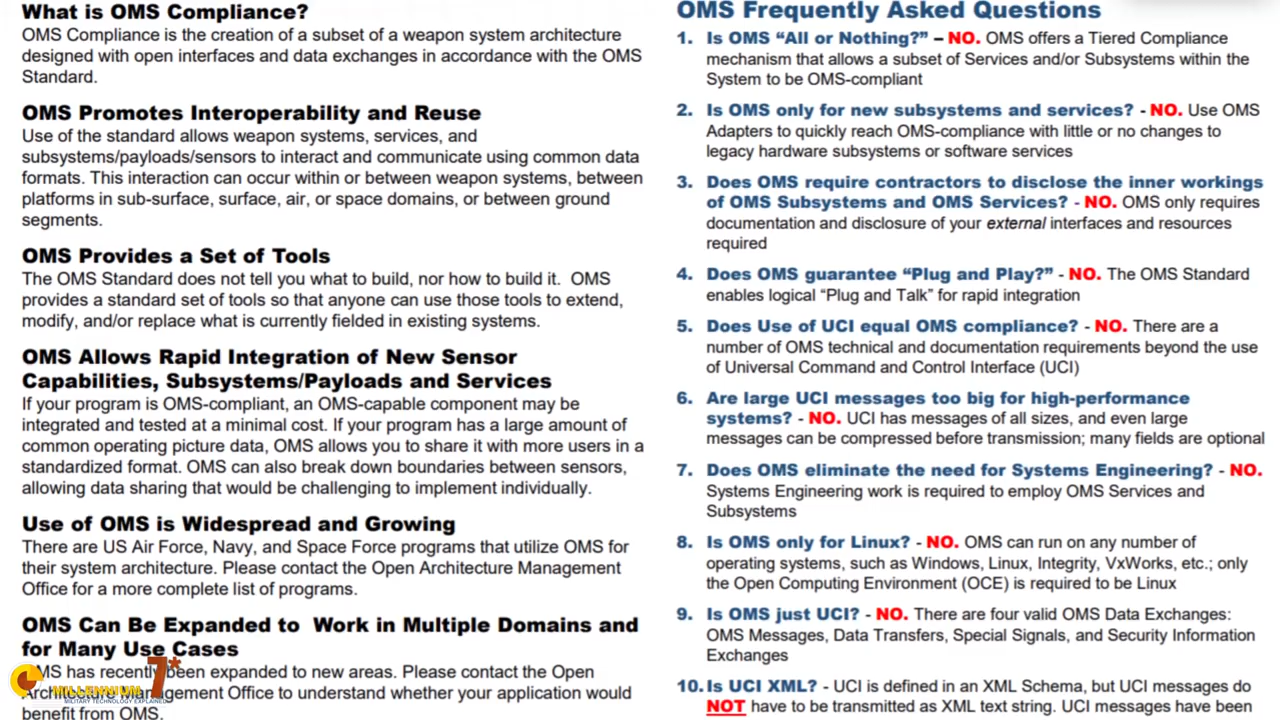 What is OMS Compliance?
OMS Compliance is the creation of a subset of a weapon system architecture
designed with open interfaces and data exchanges in accordance with the OMS
Standard.
OMS Promotes Interoperability and Reuse
Use of the standard allows weapon systems, services, and
subsystems/payloads/sensors to interact and communicate using common data
formats. This interaction can occur within or between weapon systems, between
platforms in sub-surface, surface, air, or space domains, or between ground
segments.
OMS Provides a Set of Tools
The OMS Standard does not tell you what to build, nor how to build it. OMS
provides a standard set of tools so that anyone can use those tools to extend,
modify, and/or replace what is currently fielded in existing systems.
OMS Allows Rapid Integration of New Sensor
Capabilities, Subsystems/Payloads and Services
If your program is OMS-compliant, an OMS-capable component may be
integrated and tested at a minimal cost. If your program has a large amount of
common operating picture data, OMS allows you to share it with more users in a
standardized format. OMS can also break down boundaries between sensors,
allowing data sharing that would be challenging to implement individually.
Use of OMS is Widespread and Growing
There are US Air Force, Navy, and Space Force programs that utilize OMS for
their system architecture. Please contact the Open Architecture Management
Office for a more complete list of programs.
OMS Can Be Expanded to Work in Multiple Domains and
for Many Use Cases
OMS has recently been expanded to new areas. Please contact the Open
Architecture Management Office to understand whether your application would
benefit from OMS.
MILLENNIUM 7*
MILITARY TECHNOLOGY EXPLAINED
OMS Frequently Asked Questions
1. Is OMS “All or Nothing?” – NO. OMS offers a Tiered Compliance
mechanism that allows a subset of Services and/or Subsystems within the
System to be OMS-compliant
2. Is OMS only for new subsystems and services? - NO. Use OMS
Adapters to quickly reach OMS-compliance with little or no changes to
legacy hardware subsystems or software services
3. Does OMS require contractors to disclose the inner workings
of OMS Subsystems and OMS Services? - NO. OMS only requires
documentation and disclosure of your external interfaces and resources
required
4. Does OMS guarantee “Plug and Play?” - NO. The OMS Standard
enables logical “Plug and Talk” for rapid integration
5. Does Use of UCI equal OMS compliance? - NO. There are a
number of OMS technical and documentation requirements beyond the use
of Universal Command and Control Interface (UCI)
6. Are large UCI messages too big for high-performance
systems? - NO. UCI has messages of all sizes, and even large
messages can be compressed before transmission; many fields are optional
7. Does OMS eliminate the need for Systems Engineering? - NO.
Systems Engineering work is required to employ OMS Services and
Subsystems
8. Is OMS only for Linux? - NO. OMS can run on any number of
operating systems, such as Windows, Linux, Integrity, VxWorks, etc.; only
the Open Computing Environment (OCE) is required to be Linux
9. Is OMS just UCI? - NO. There are four valid OMS Data Exchanges:
OMS Messages, Data Transfers, Special Signals, and Security Information
Exchanges
10. Is UCI XML? - UCI is defined in an XML Schema, but UCI messages do
NOT have to be transmitted as XML text string. UCI messages have been